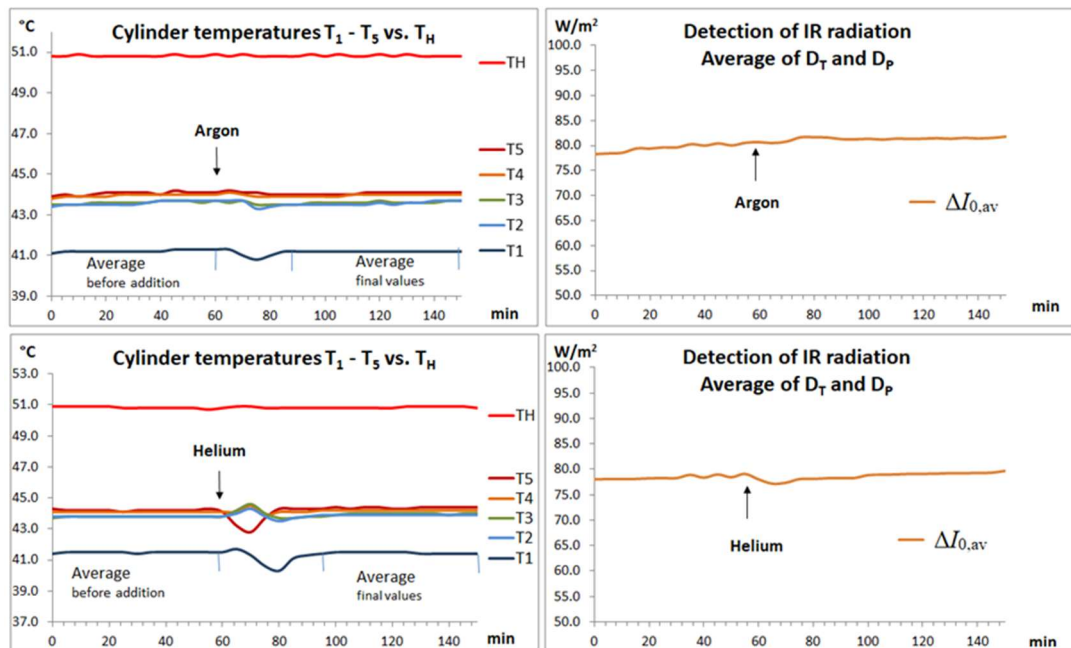 °C
Cylinder temperatures T1 - T5 vs. TH
53.0
51.0
49.0
47.0
45.0
43.0
41.0
39.0
TH
Argon
T5
T4
T3
T2
T1
Average
before addition
Average
final values
0 20 40 60 80 100 120 140
min
W/m²
Detection of IR radiation
Average of DT and DP
100.0
95.0
90.0
85.0
80.0
75.0
70.0
65.0
60.0
55.0
50.0
Argon
ΔI0,av
0 20 40 60 80 100 120 140
min
°C
Cylinder temperatures T1 - T5 vs. TH
53.0
51.0
49.0
47.0
45.0
43.0
41.0
39.0
37.0
TH
Helium
T5
T4
T3
T2
T1
Average
before addition
Average
final values
0 20 40 60 80 100 120 140
min
W/m²
Detection of IR radiation
Average of DT and DP
100.0
95.0
90.0
85.0
80.0
75.0
70.0
65.0
60.0
55.0
50.0
Helium
ΔI0,av
0 20 40 60 80 100 120 140
min